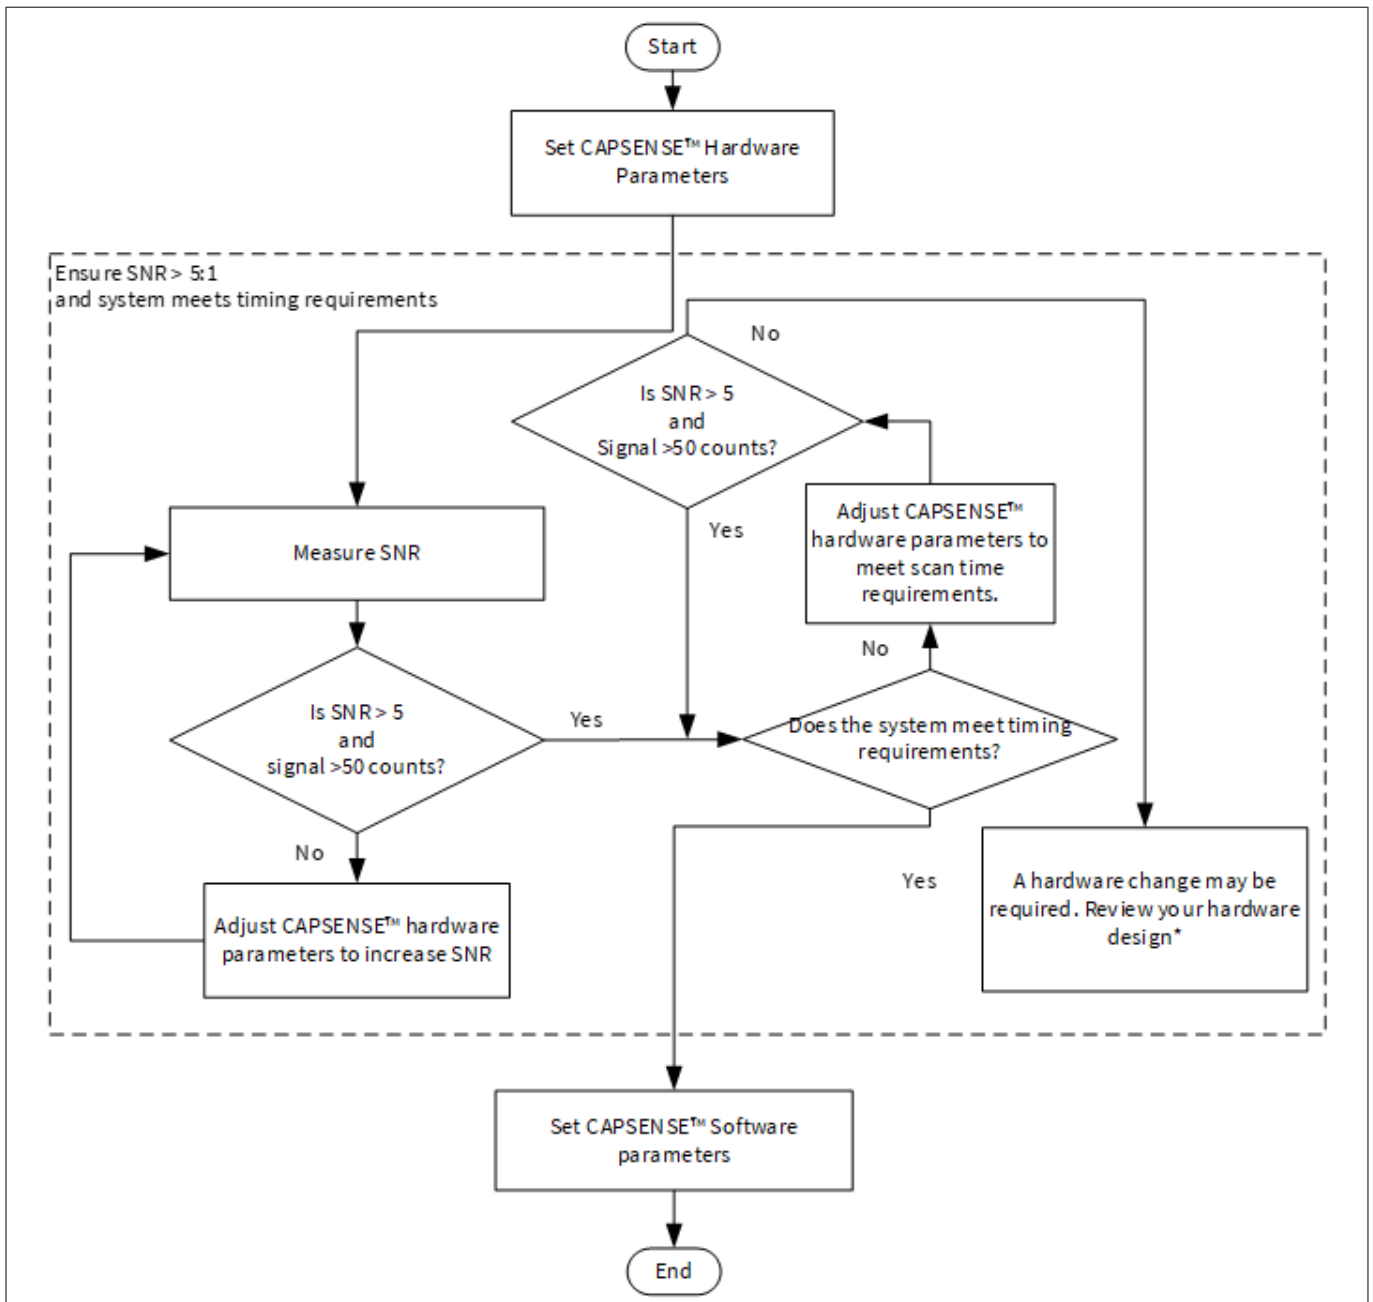 Start
Set CAPSENSE™ Hardware
Parameters
Ensure SNR > 5:1
and system meets timing requirements
No
Is SNR > 5
and
Signal >50 counts?
Yes
Adjust CAPSENSE™
hardware parameters to
meet scan time
requirements.
Measure SNR
No
Is SNR > 5
and
signal >50 counts?
Yes
Does the system meet timing
requirements?
No
Yes
A hardware change may be
required. Review your hardware
design*
Adjust CAPSENSE™ hardware
parameters to increase SNR
Set CAPSENSE™ Software
parameters
End